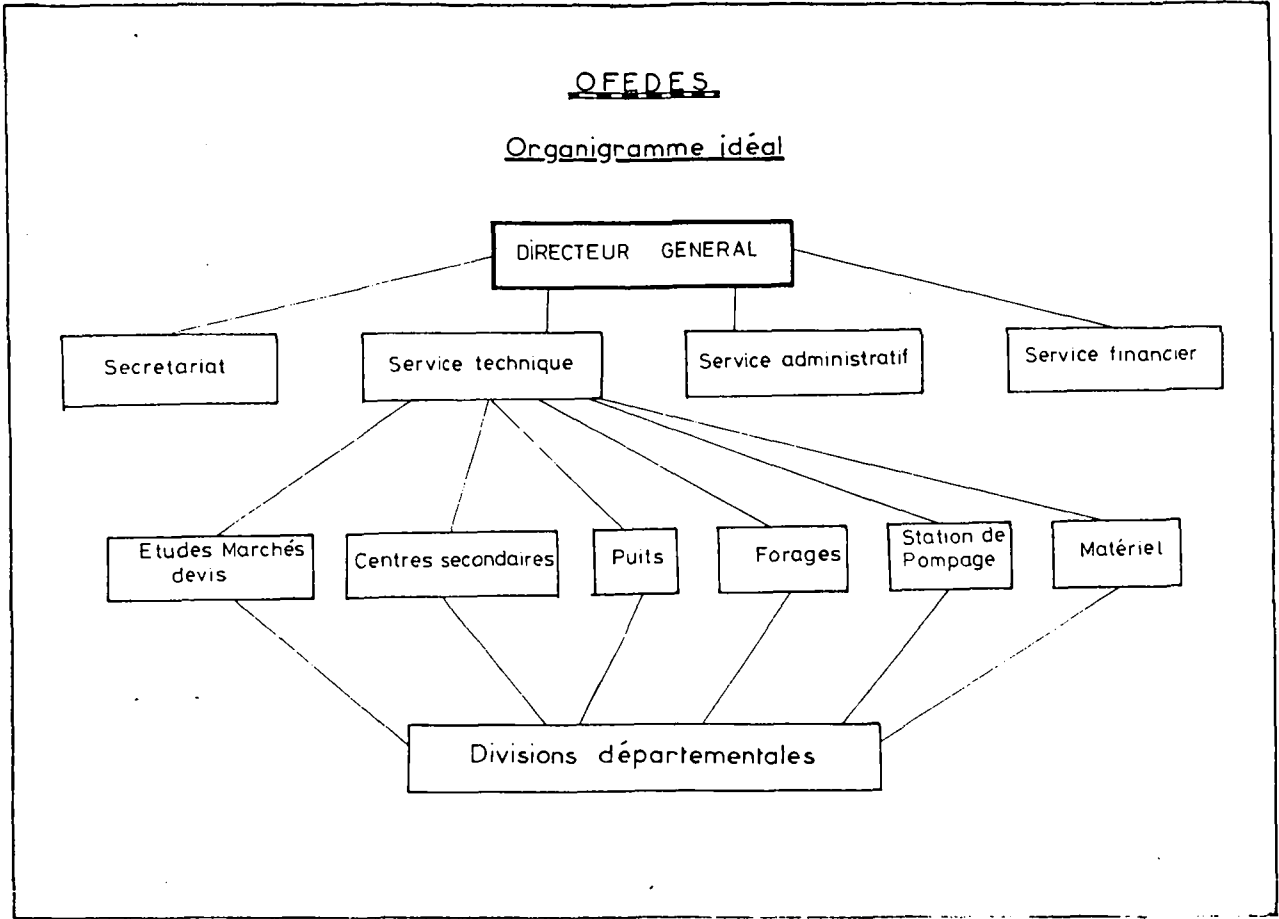 OFEDES
Organigramme idéal
DIRECTEUR GENERAL
Secretariat
Service technique
Service administratif
Service financier
Etudes Marchés
devis
Centres secondaires
Puits
Forages
Station de
Pompage
Matériel
Divisions départementales